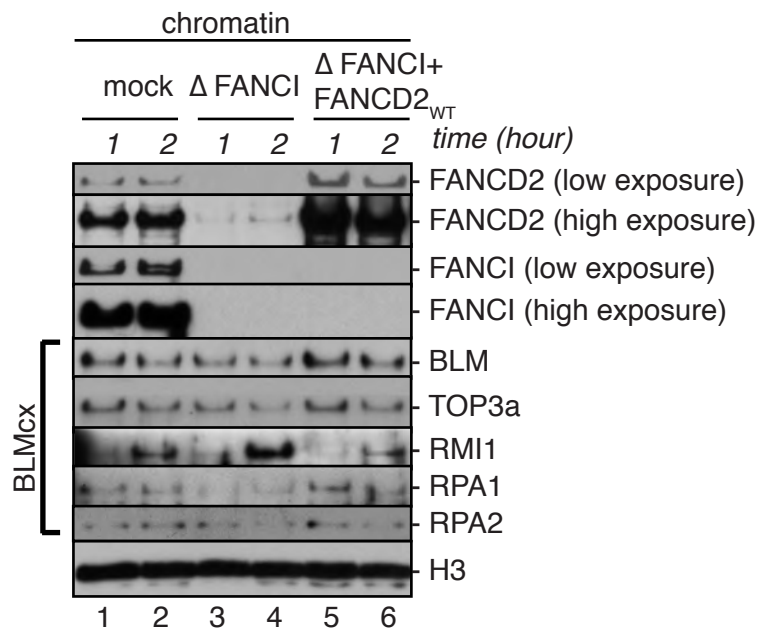 chromatin
mock Δ FANCI Δ FANCI+
FANCD2WT
1 2 1 2 1 2 time (hour)
FANCD2 (low exposure)
FANCD2 (high exposure)
FANCI (low exposure)
FANCI (high exposure)
BLMcx
BLM
TOP3a
RMI1
RPA1
RPA2
H3
1 2 3 4 5 6